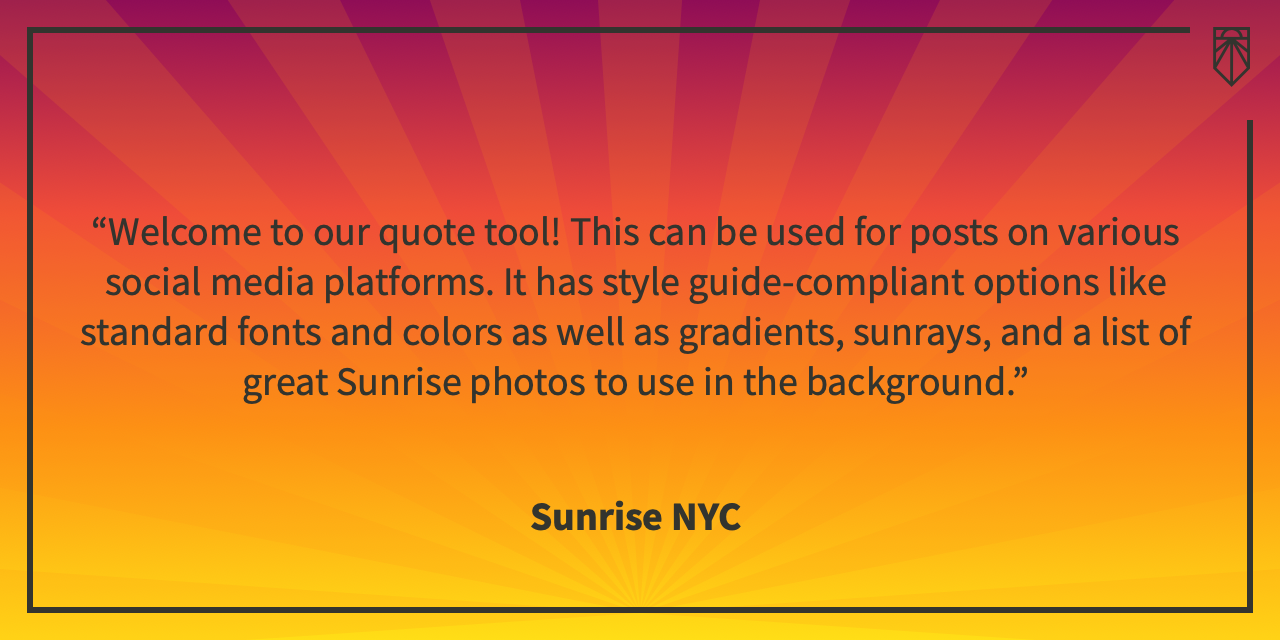 “Welcome to our quote tool! This can be used for posts on various
social media platforms. It has style guide-compliant options like
standard fonts and colors as well as gradients, sunrays, and a list of
great Sunrise photos to use in the background.”
Sunrise NYC